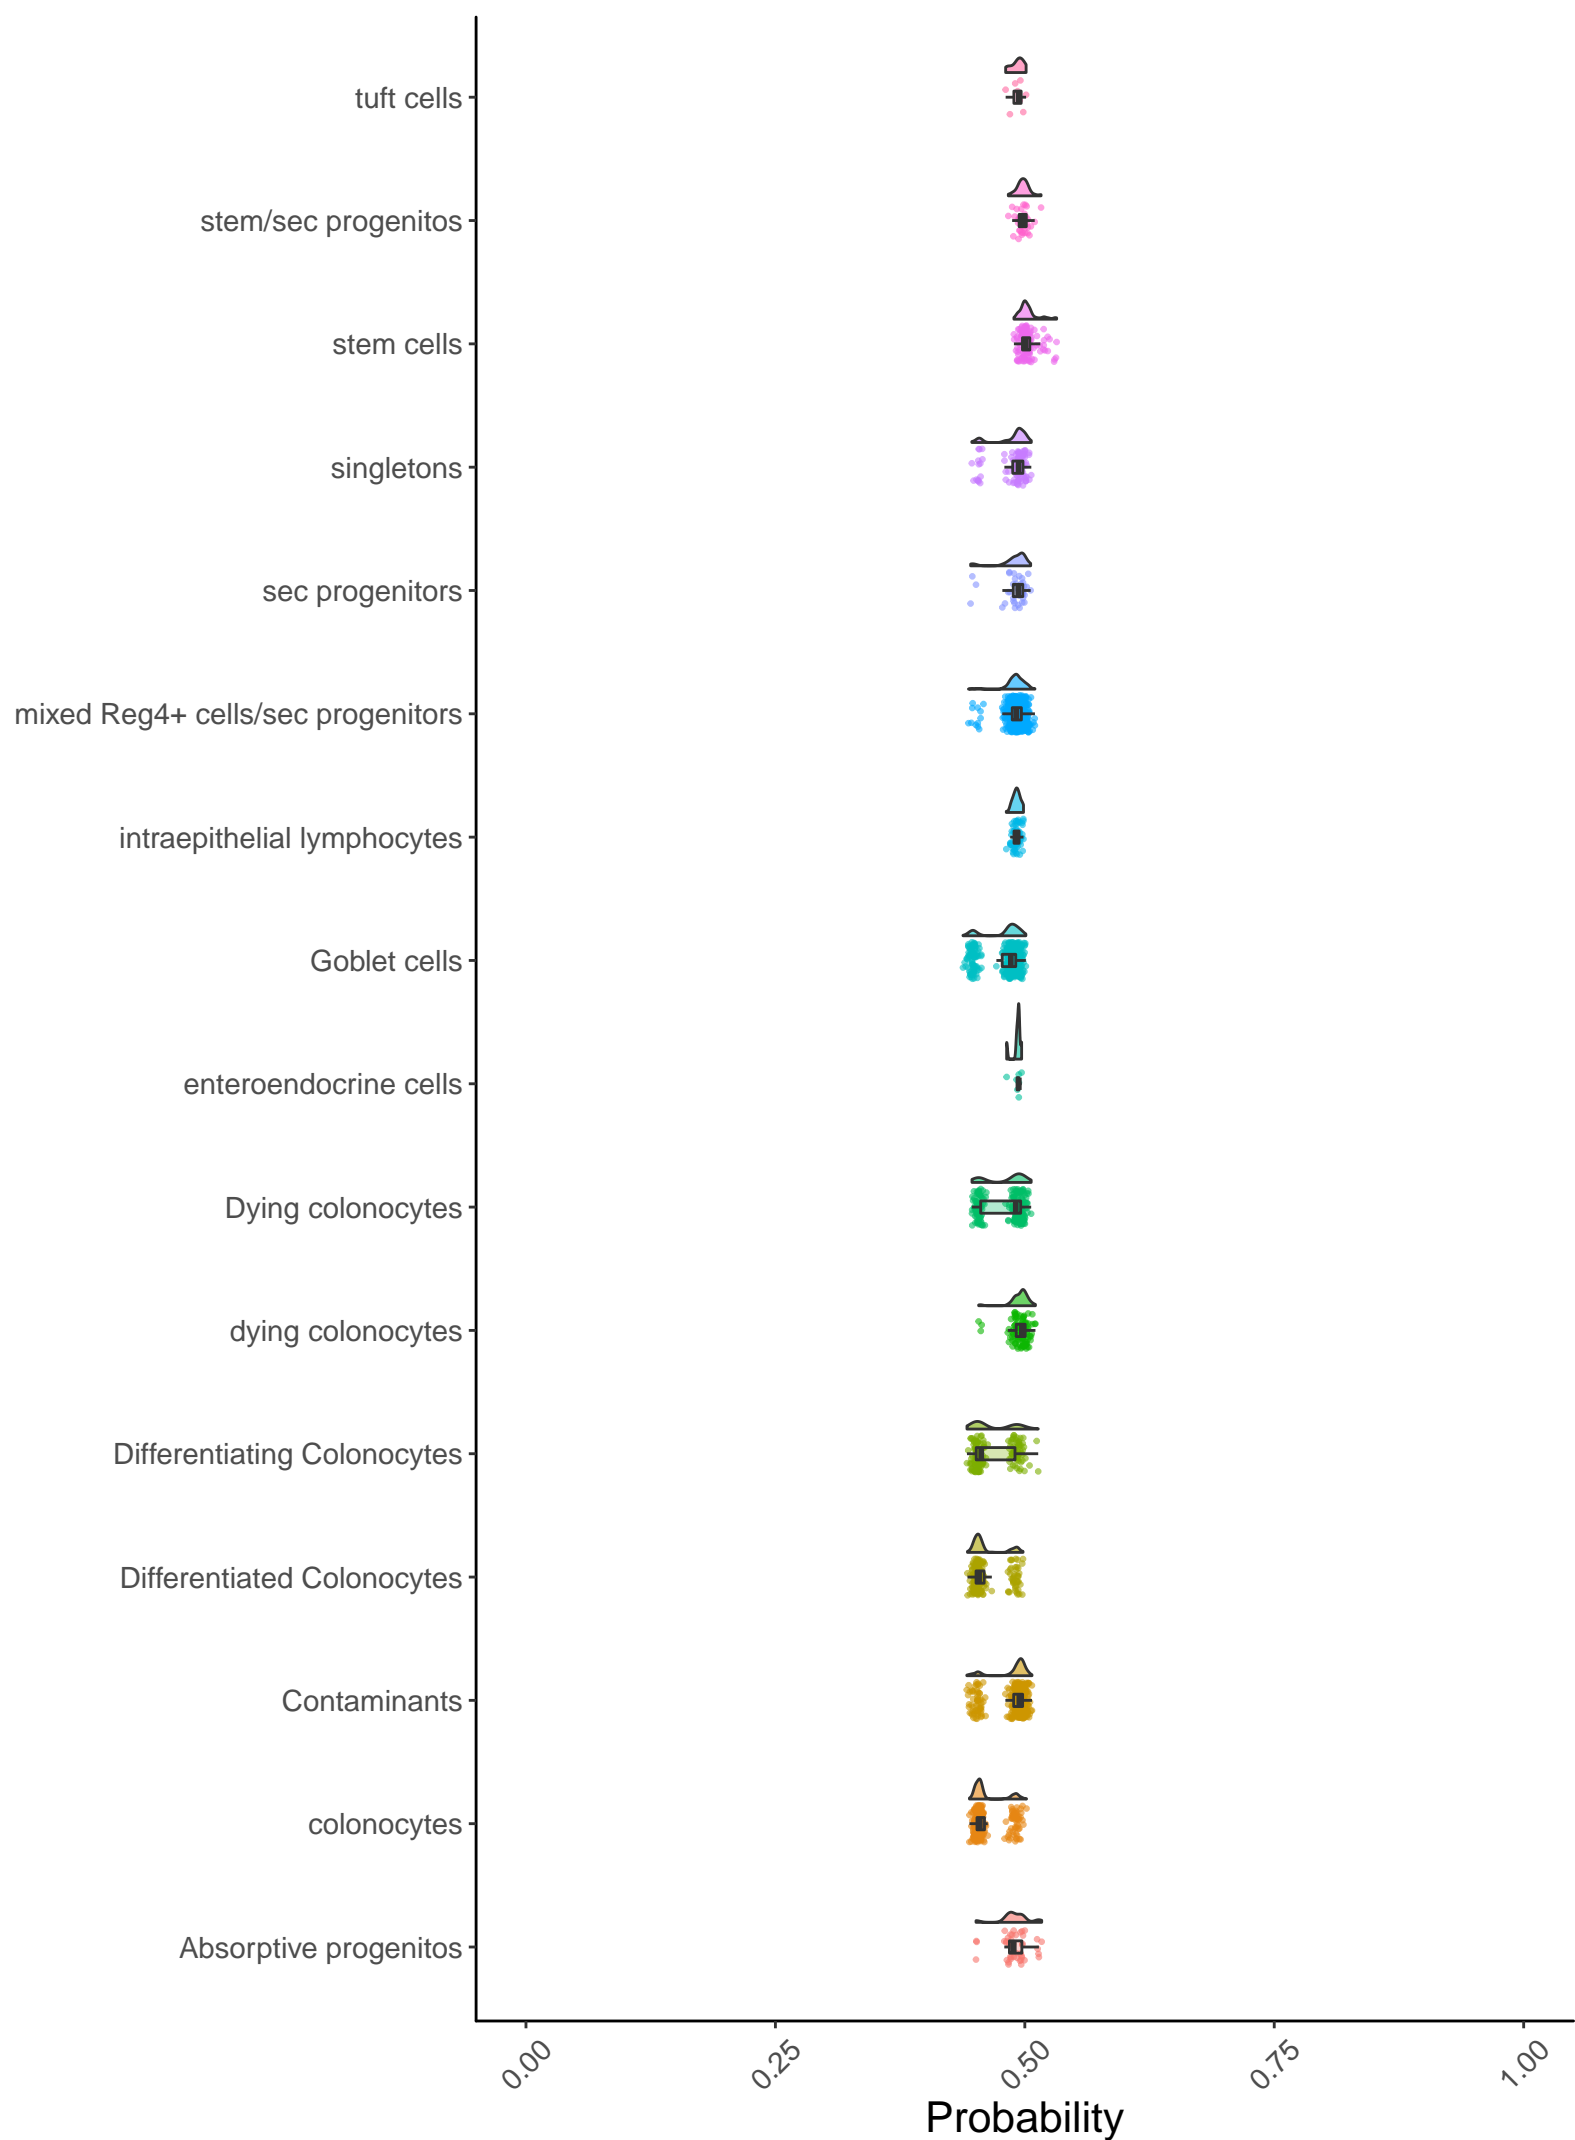 tuft cells
stem/sec progenitos
stem cells
singletons
sec progenitors
mixed Reg4+ cells/sec progenitors
intraepithelial lymphocytes
Goblet cells
enteroendocrine cells
Dying colonocytes
dying colonocytes
Differentiating Colonocytes
Differentiated Colonocytes
Contaminants
colonocytes
Absorptive progenitos
0.00 0.25 0.50 0.75 1.00
Probability